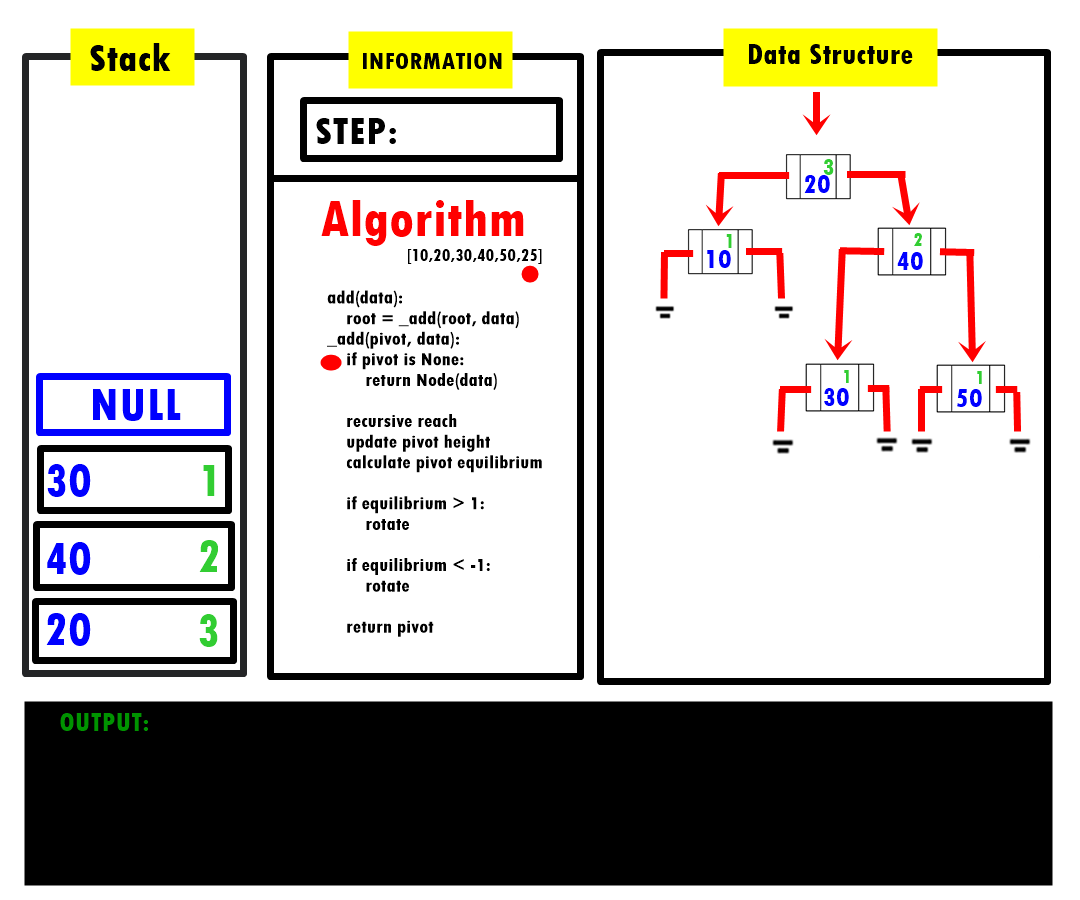 Stack
NULL
30 1
40 2
20 3
INFORMATION
STEP:
Algorithm
[10,20,30,40,50,25]
add(data):
root = _add(root, data)
_add(pivot, data):
if pivot is None:
return Node(data)
recursive reach
update pivot height
calculate pivot equilibrium
if equilibrium > 1:
rotate
if equilibrium < -1:
rotate
return pivot
Data Structure
3
20
1
10
2
40
1
30
1
50
OUTPUT: